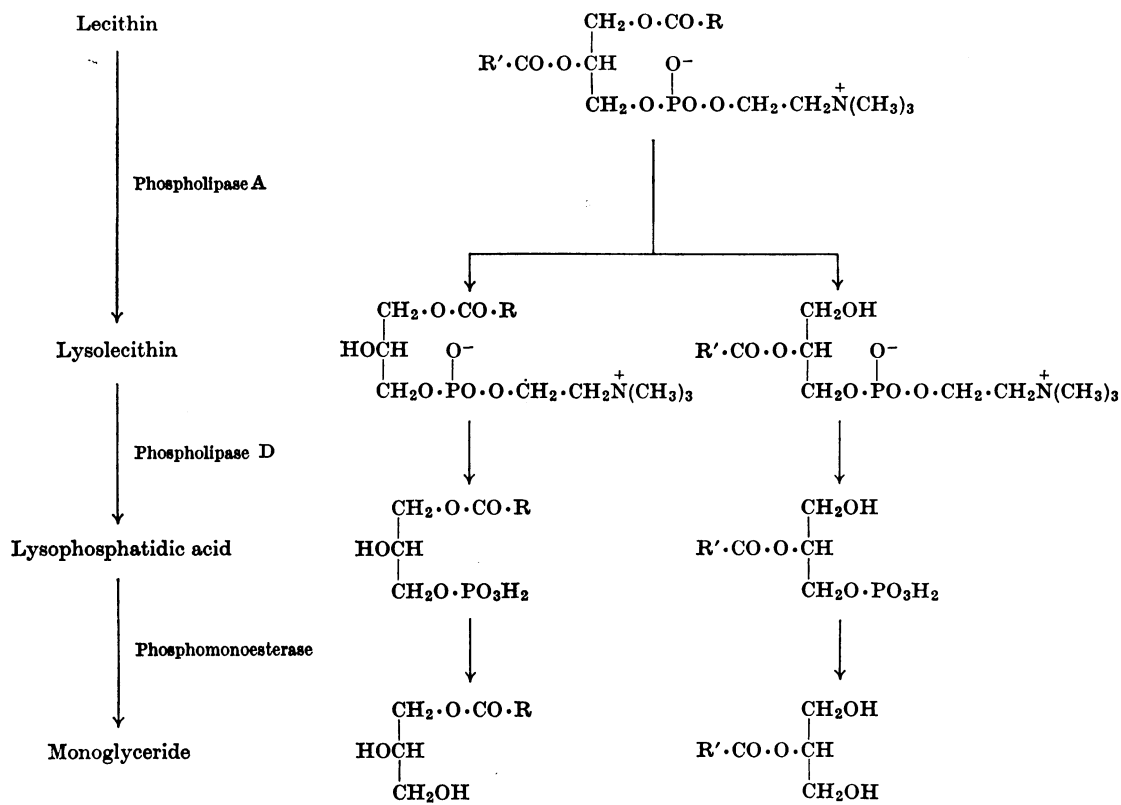 Lecithin
CH₂·O·CO·R
R′·CO·O·CH O⁻
CH₂·O·PO·O·CH₂·CH₂N⁺(CH₃)₃
Phospholipase A
Lysolecithin
CH₂·O·CO·R
HOCH O⁻
CH₂O·PO·O·CH₂·CH₂N⁺(CH₃)₃
CH₂OH
R′·CO·O·CH O⁻
CH₂O·PO·O·CH₂·CH₂N⁺(CH₃)₃
Phospholipase D
Lysophosphatidic acid
CH₂·O·CO·R
HOCH
CH₂O·PO₃H₂
CH₂OH
R′·CO·O·CH
CH₂O·PO₃H₂
Phosphomonoesterase
Monoglyceride
CH₂·O·CO·R
HOCH
CH₂OH
CH₂OH
R′·CO·O·CH
CH₂OH